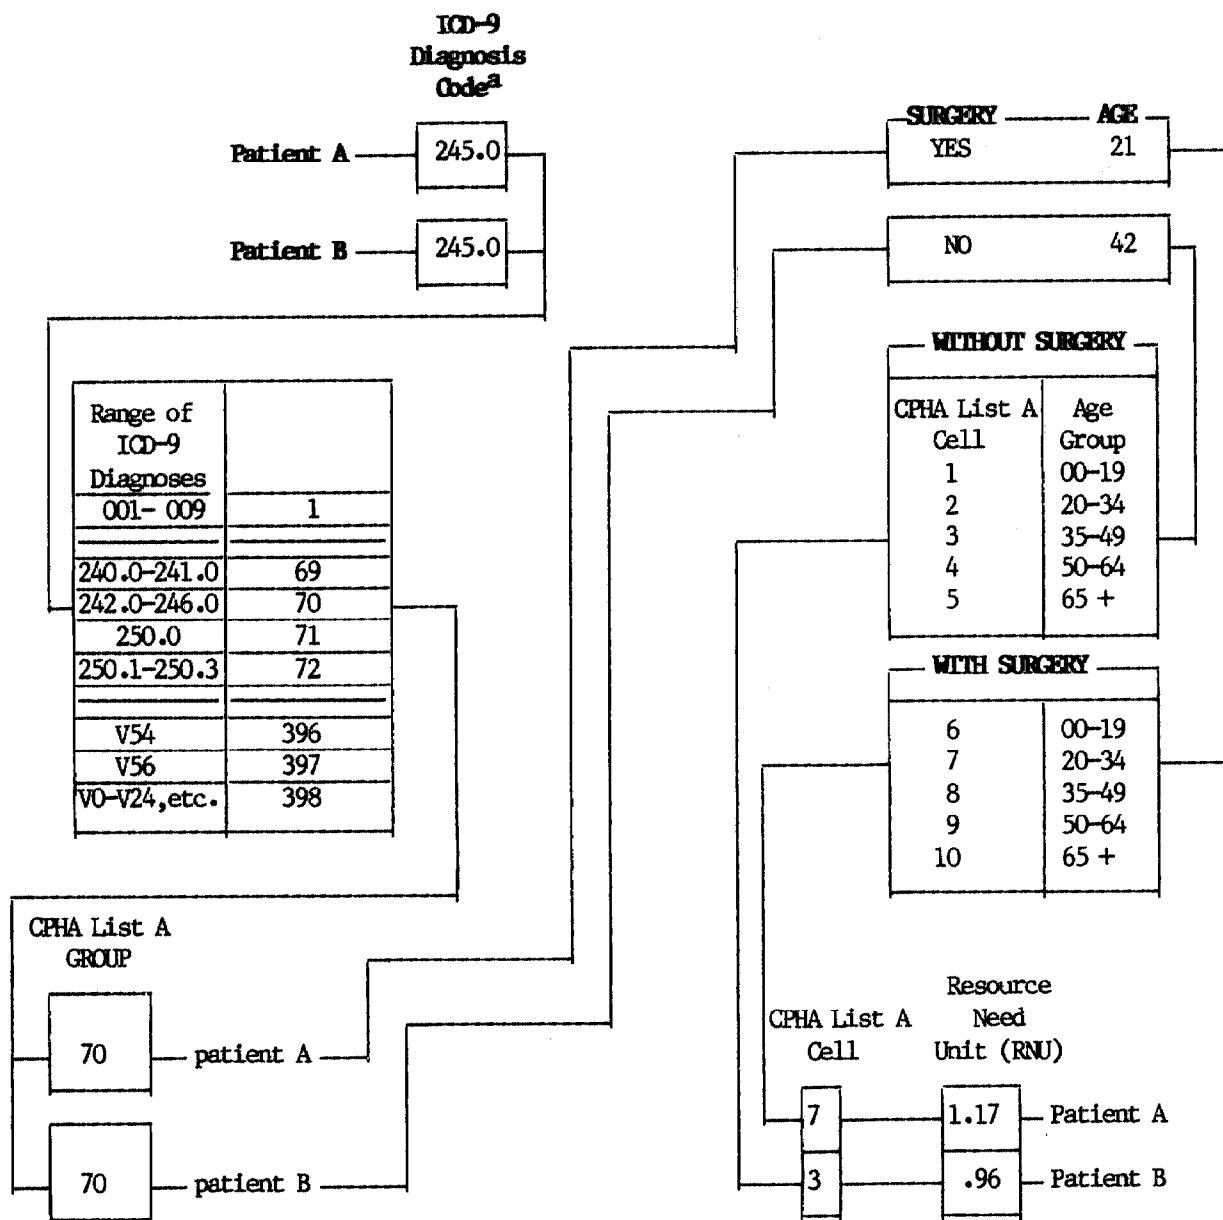 ICD-9
Diagnosis
Codeª
Patient A 245.0
Patient B 245.0
Range of
ICD-9
Diagnoses
001- 009 1
240.0-241.0 69
242.0-246.0 70
250.0 71
250.1-250.3 72
V54 396
V56 397
V0-V24,etc. 398
CPHA List A
GROUP
70 patient A
70 patient B
SURGERY AGE
YES 21
NO 42
WITHOUT SURGERY
CPHA List A Age
Cell Group
1 00-19
2 20-34
3 35-49
4 50-64
5 65 +
WITH SURGERY
6 00-19
7 20-34
8 35-49
9 50-64
10 65 +
Resource
CPHA List A Need
Cell Unit (RNU)
7 1.17 Patient A
3 .96 Patient B